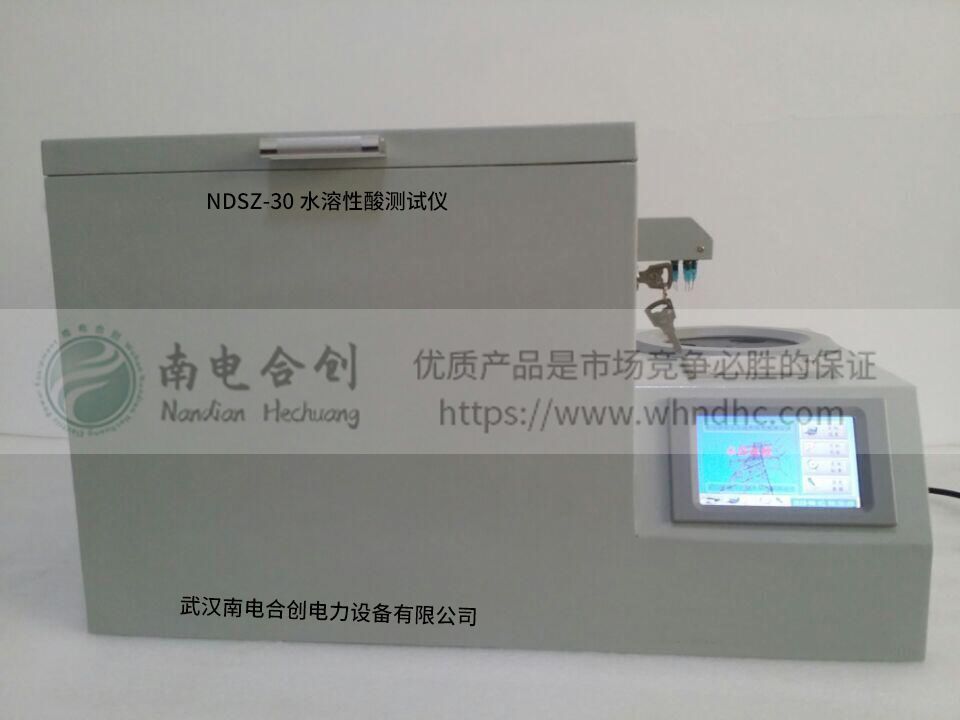 NDSZ-30 水溶性酸测试仪
南电合创
Nandian Hechuang
优质产品是市场竞争必胜的保证
https://www.whndhc.com
武汉南电合创电力设备有限公司